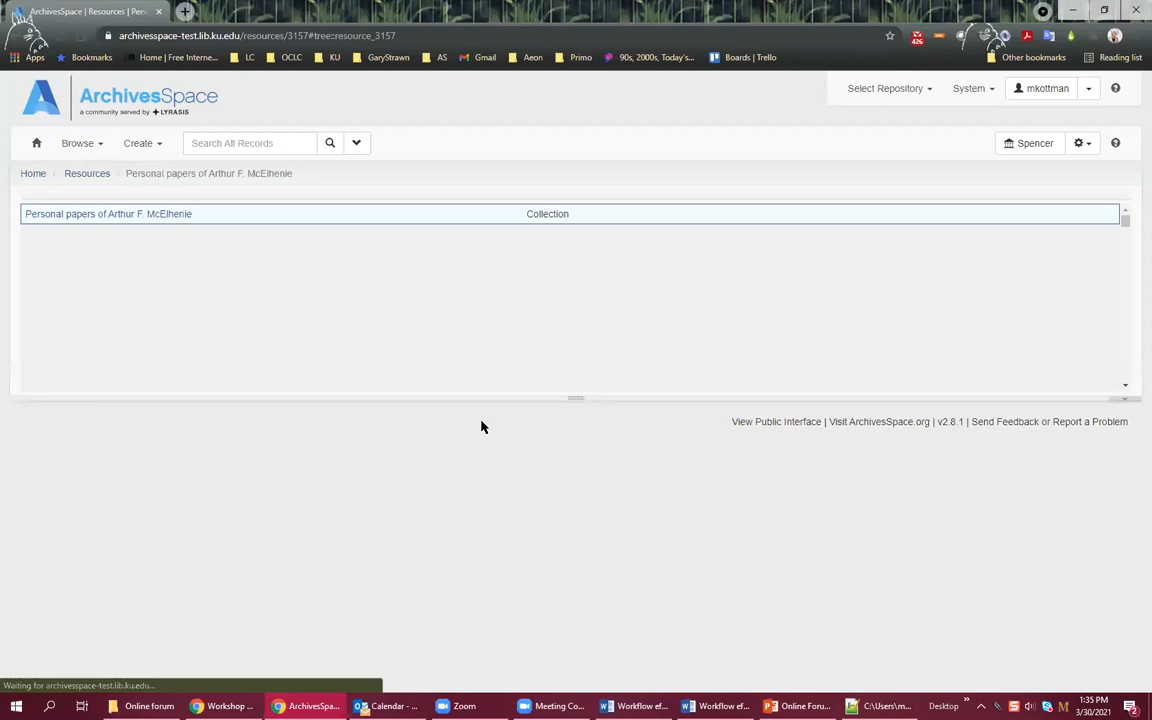 ArchivesSpace | Resources | Pers
archivesspace-test.lib.ku.edu/resources/3157#tree::resource_3157
426
Apps Bookmarks Home | Free Interne... LC OCLC KU GaryStrawn AS Gmail Aeon Primo 90s, 2000s, Today's... Boards | Trello Other bookmarks Reading list
ArchivesSpace
a community served by LYRASIS
Select Repository System mkottman
Browse Create Search All Records Spencer
Home / Resources / Personal papers of Arthur F. McElhenie
Personal papers of Arthur F. McElhenie Collection
View Public Interface | Visit ArchivesSpace.org | v2.8.1 | Send Feedback or Report a Problem
Waiting for archivesspace-test.lib.ku.edu...
Online forum Workshop ... ArchivesSpa... Calendar - ... Zoom Meeting Co... Workflow ef... Workflow ef... Online Foru... C:\Users\m... Desktop » 1:35 PM
3/30/2021 2